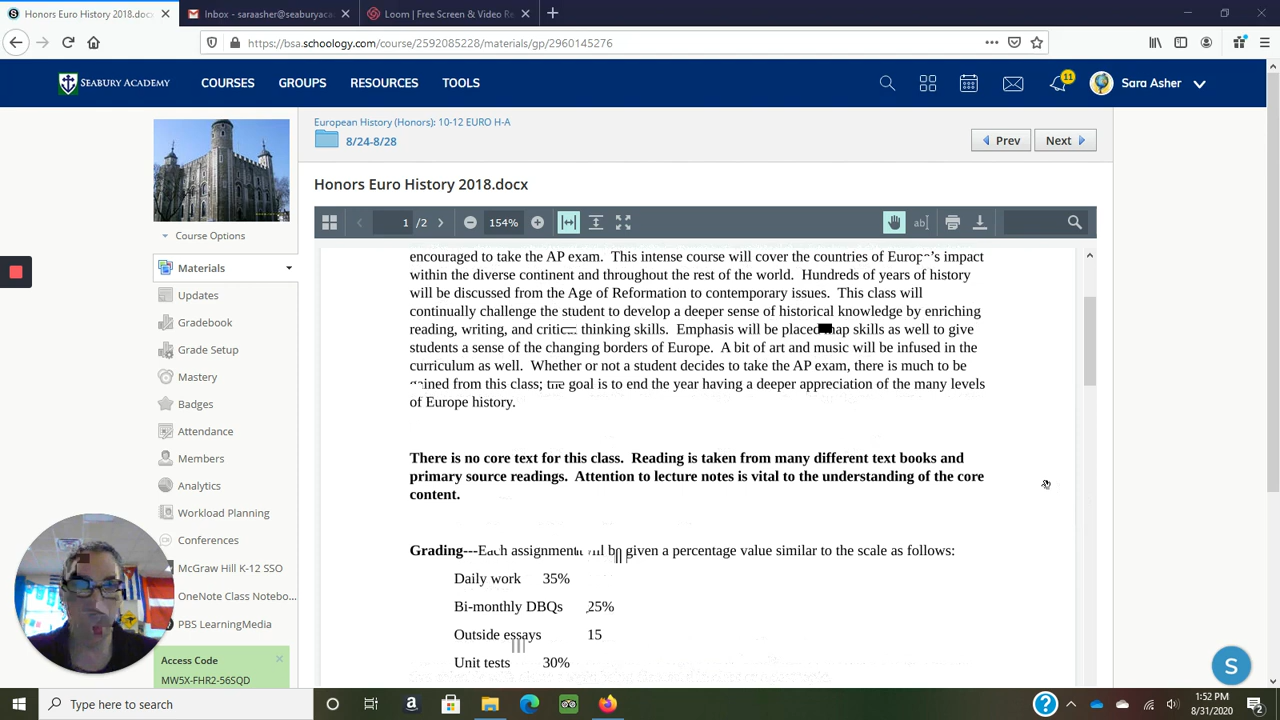 Honors Euro History 2018.docx
Inbox - saraasher@seaburyaca
Loom | Free Screen & Video Re
https://bsa.schoology.com/course/2592085228/materials/gp/2960145276
SEABURY ACADEMY
COURSES
GROUPS
RESOURCES
TOOLS
11
Sara Asher
European History (Honors): 10-12 EURO H-A
8/24-8/28
Prev
Next
Honors Euro History 2018.docx
1 /2
154%
Course Options
Materials
Updates
Gradebook
Grade Setup
Mastery
Badges
Attendance
Members
Analytics
Workload Planning
Conferences
McGraw Hill K-12 SSO
OneNote Class Notebo...
PBS LearningMedia
Access Code
MW5X-FHR2-56SQD
encouraged to take the AP exam. This intense course will cover the countries of Europe's impact
within the diverse continent and throughout the rest of the world. Hundreds of years of history
will be discussed from the Age of Reformation to contemporary issues. This class will
continually challenge the student to develop a deeper sense of historical knowledge by enriching
reading, writing, and critical thinking skills. Emphasis will be placed map skills as well to give
students a sense of the changing borders of Europe. A bit of art and music will be infused in the
curriculum as well. Whether or not a student decides to take the AP exam, there is much to be
gained from this class; the goal is to end the year having a deeper appreciation of the many levels
of Europe history.
There is no core text for this class. Reading is taken from many different text books and
primary source readings. Attention to lecture notes is vital to the understanding of the core
content.
Grading---Each assignment will be given a percentage value similar to the scale as follows:
Daily work 35%
Bi-monthly DBQs 25%
Outside essays 15
Unit tests 30%
S
Type here to search
1:52 PM
8/31/2020
2